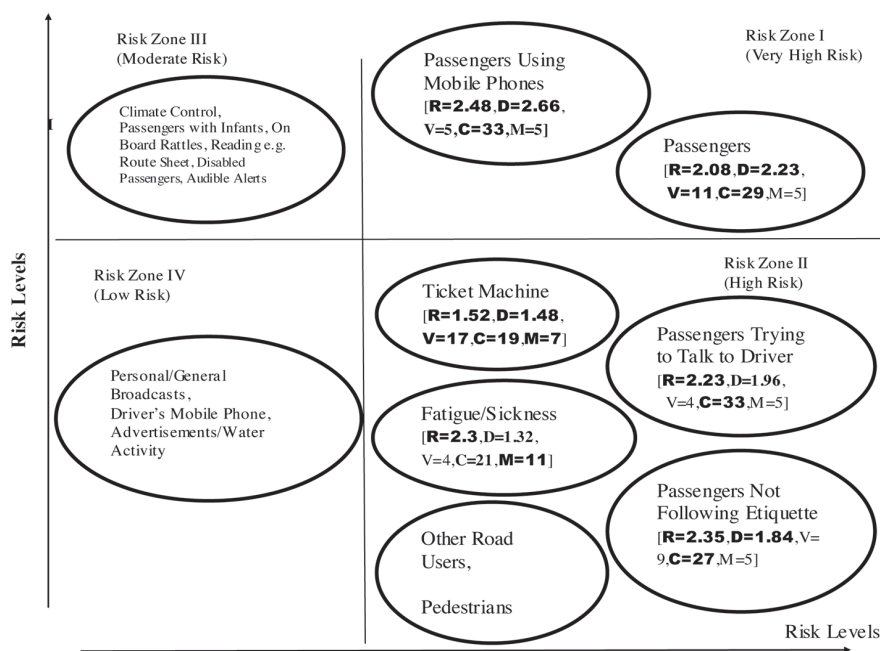 Risk Zone III
(Moderate Risk)
Climate Control,
Passengers with Infants, On
Board Rattles, Reading e.g.
Route Sheet, Disabled
Passengers, Audible Alerts
Passengers Using
Mobile Phones
[R=2.48,D=2.66,
V=5,C=33,M=5]
Risk Zone I
(Very High Risk)
Passengers
[R=2.08,D=2.23,
V=11,C=29,M=5]
Risk Levels
Risk Zone IV
(Low Risk)
Personal/General
Broadcasts,
Driver's Mobile Phone,
Advertisements/Water
Activity
Ticket Machine
[R=1.52,D=1.48,
V=17,C=19,M=7]
Fatigue/Sickness
[R=2.3,D=1.32,
V=4,C=21,M=11]
Other Road
Users,
Pedestrians
Risk Zone II
(High Risk)
Passengers Trying
to Talk to Driver
[R=2.23,D=1.96,
V=4,C=33,M=5]
Passengers Not
Following Etiquette
[R=2.35,D=1.84,V=
9,C=27,M=5]
Risk Levels